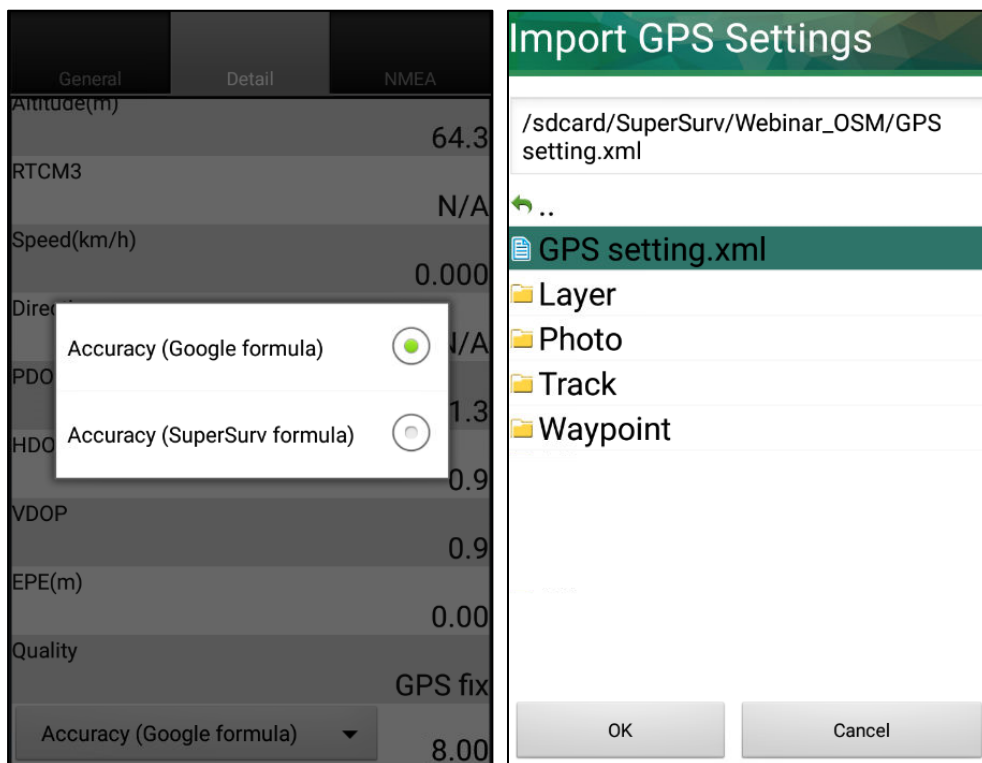 General Detail NMEA
Altitude(m)
64.3
RTCM3
N/A
Speed(km/h)
0.000
Accuracy (Google formula)
Accuracy (SuperSurv formula)
1.3
0.9
VDOP
0.9
EPE(m)
0.00
Quality
GPS fix
Accuracy (Google formula)
8.00
Import GPS Settings
/sdcard/SuperSurv/Webinar_OSM/GPS
setting.xml
..
GPS setting.xml
Layer
Photo
Track
Waypoint
OK Cancel